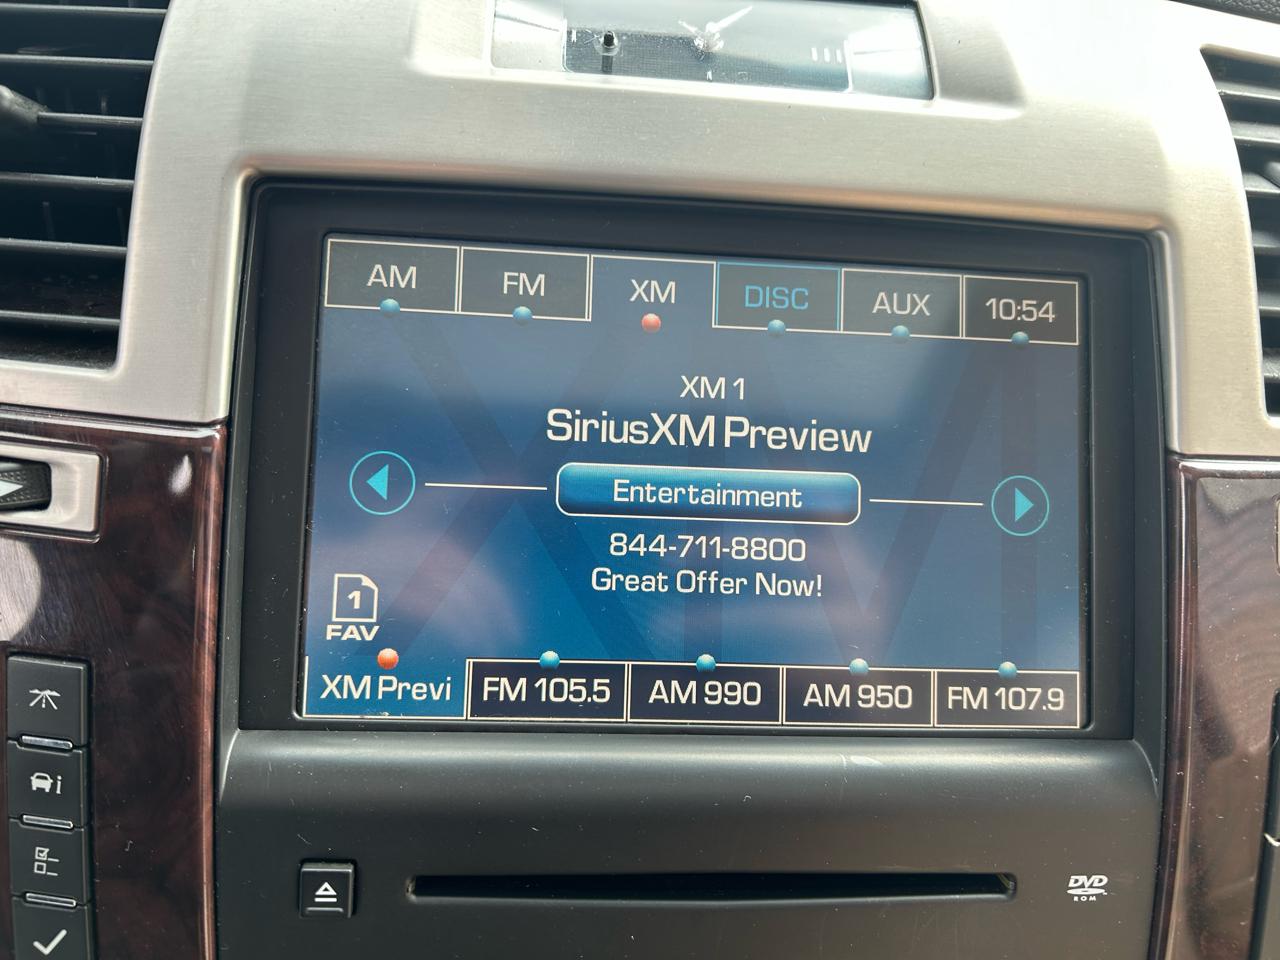 AM FM XM DISC AUX 10:54
XM 1
SiriusXM Preview
Entertainment
844-711-8800
Great Offer Now!
1
FAV
XM Previ FM 105.5 AM 990 AM 950 FM 107.9
i
DVD
ROM